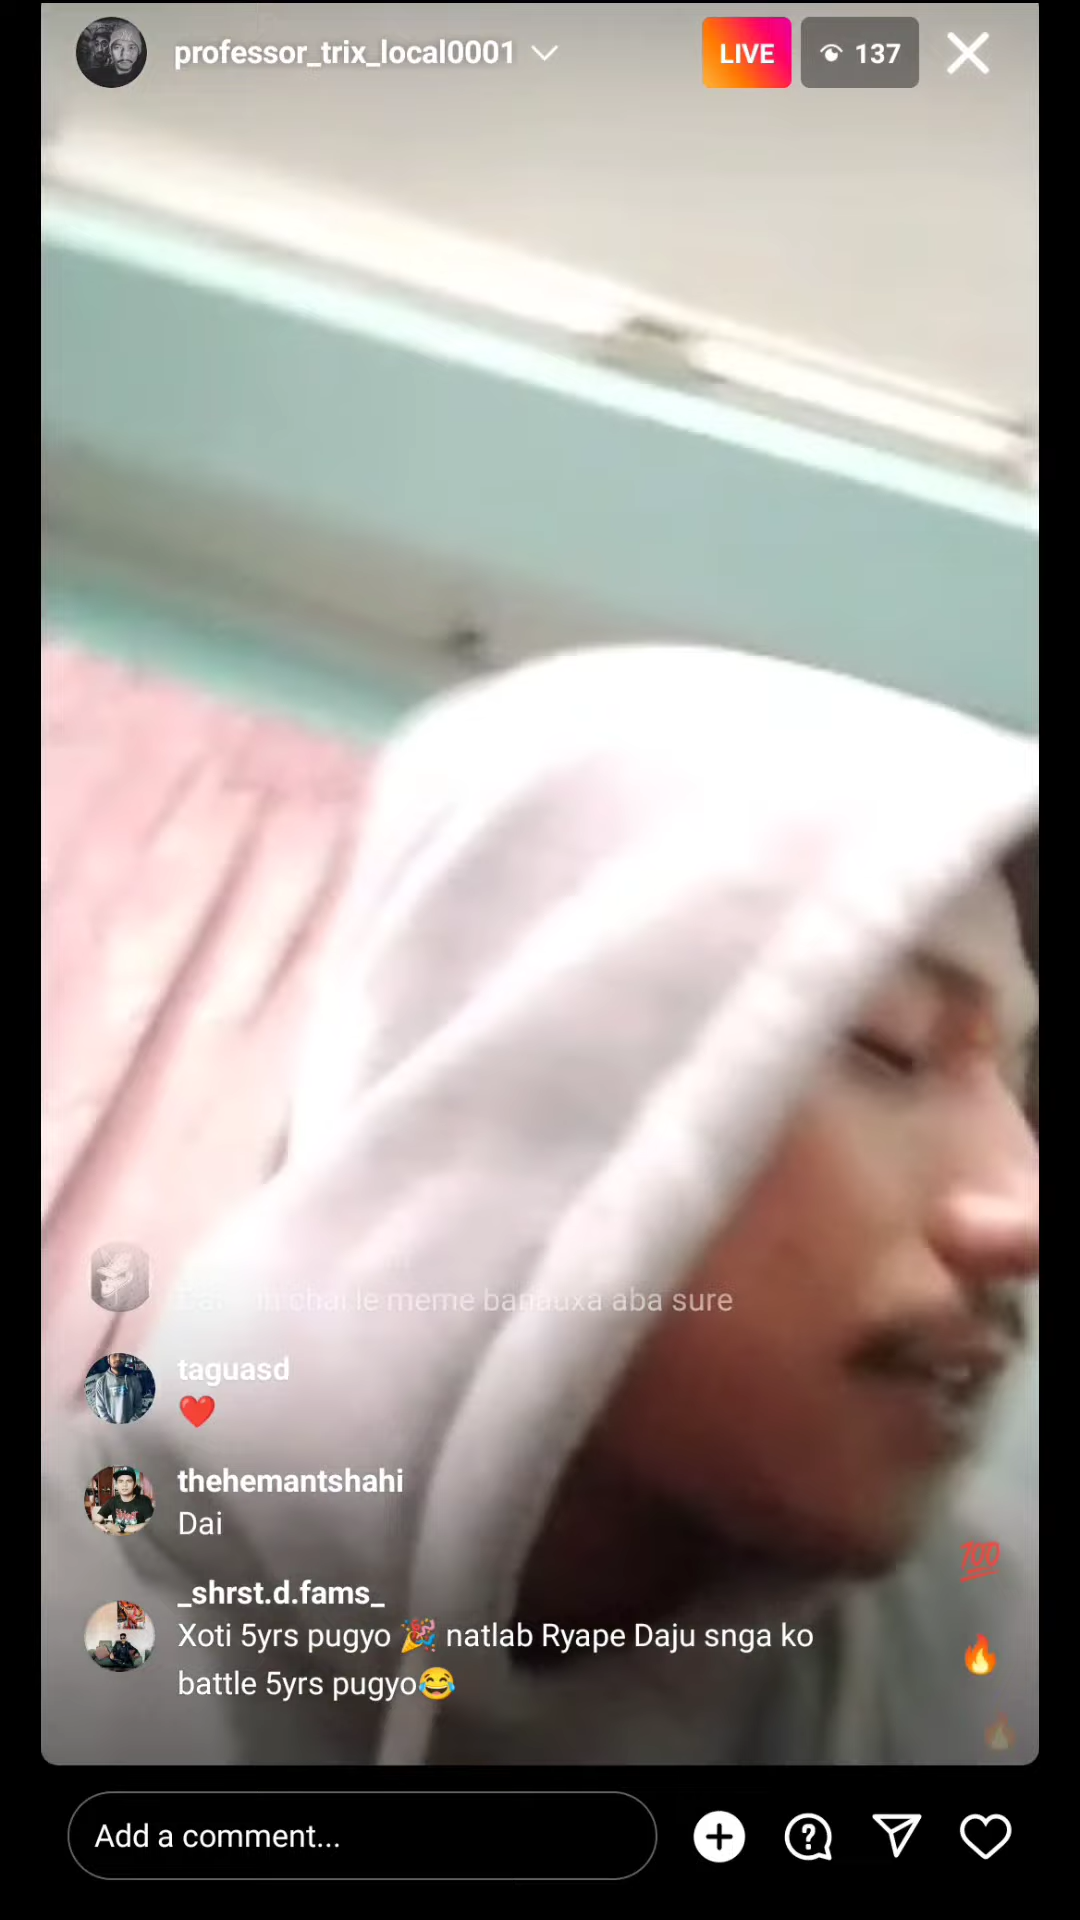 professor_trix_local0001
LIVE
137
le meme banauxa aba sure
taguasd
❤️
thehemantshahi
Dai
_shrst.d.fams_
Xoti 5yrs pugyo 🎉 natlab Ryape Daju snga ko
battle 5yrs pugyo😂
💯
🔥
🔥
Add a comment...